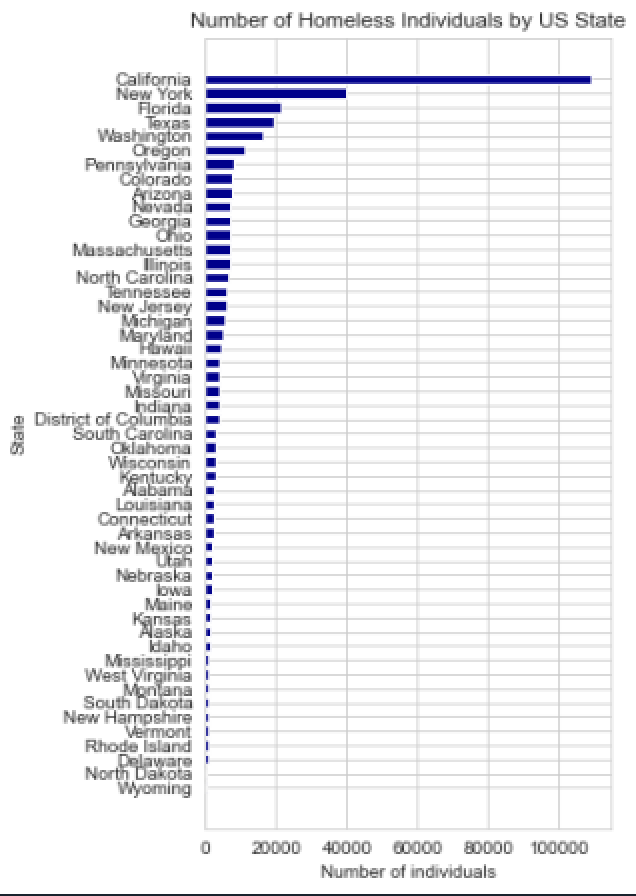 Number of Homeless Individuals by US State
California
New York
Florida
Texas
Washington
Oregon
Pennsylvania
Colorado
Arizona
Nevada
Georgia
Ohio
Massachusetts
Illinois
North Carolina
Tennessee
New Jersey
Michigan
Maryland
Hawaii
Minnesota
Virginia
Missouri
Indiana
District of Columbia
South Carolina
Oklahoma
Wisconsin
Kentucky
Alabama
Louisiana
Connecticut
Arkansas
New Mexico
Utah
Nebraska
Iowa
Maine
Kansas
Alaska
Idaho
Mississippi
West Virginia
Montana
South Dakota
New Hampshire
Vermont
Rhode Island
Delaware
North Dakota
Wyoming
State
0 20000 40000 60000 80000 100000
Number of individuals